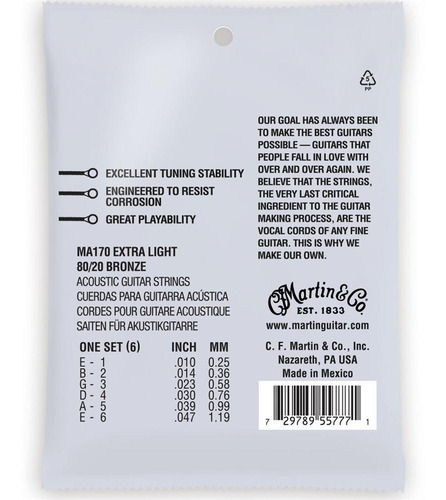 5
PP
OUR GOAL HAS ALWAYS BEEN
TO MAKE THE BEST GUITARS
POSSIBLE — GUITARS THAT
PEOPLE FALL IN LOVE WITH
OVER AND OVER AGAIN. WE
BELIEVE THAT THE STRINGS,
THE VERY LAST CRITICAL
INGREDIENT TO THE GUITAR
MAKING PROCESS, ARE THE
VOCAL CORDS OF ANY FINE
GUITAR. THIS IS WHY WE
MAKE OUR OWN.
EXCELLENT TUNING STABILITY
ENGINEERED TO RESIST
CORROSION
GREAT PLAYABILITY
MA170 EXTRA LIGHT
80/20 BRONZE
ACOUSTIC GUITAR STRINGS
CUERDAS PARA GUITARRA ACÚSTICA
CORDES POUR GUITARE ACOUSTIQUE
SAITEN FÜR AKUSTIKGITARRE
ONE SET (6) INCH MM
E - 1 .010 0.25
B - 2 .014 0.36
G - 3 .023 0.58
D - 4 .030 0.76
A - 5 .039 0.99
E - 6 .047 1.19
C.F. Martin & Co.
EST. 1833
www.martinguitar.com
C. F. Martin & Co., Inc.
Nazareth, PA USA
Made in Mexico
7 29789 55777 1